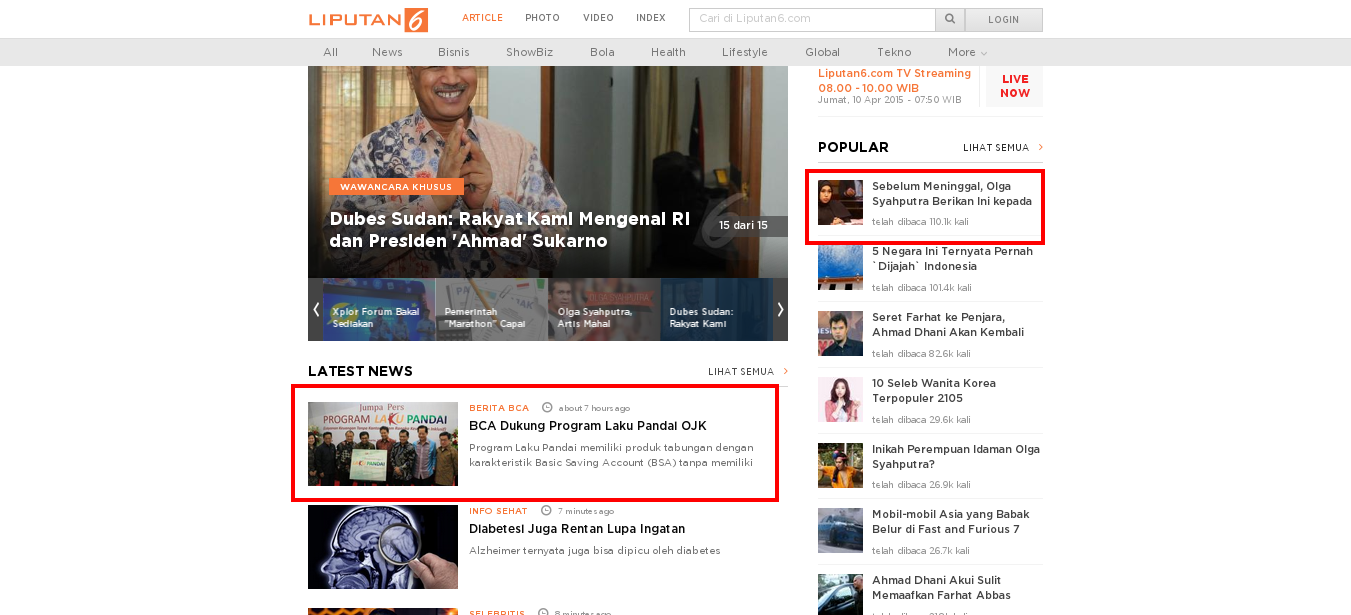 LIPUTAN 6
ARTICLE PHOTO VIDEO INDEX
Cari di Liputan6.com
LOGIN
All News Bisnis ShowBiz Bola Health Lifestyle Global Tekno More
WAWANCARA KHUSUS
Dubes Sudan: Rakyat Kami Mengenal RI
dan Presiden 'Ahmad' Sukarno
15 dari 15
Xplor Forum Bakal
Sediakan
Pemerintah
"Marathon" Capai
Olga Syahputra,
Artis Mahal
Dubes Sudan:
Rakyat Kami
LATEST NEWS
LIHAT SEMUA
Jumpa Pers
PROGRAM LAKU PANDAI
BERITA BCA
about 7 hours ago
BCA Dukung Program Laku Pandai OJK
Program Laku Pandai memiliki produk tabungan dengan
karakteristik Basic Saving Account (BSA) tanpa memiliki
INFO SEHAT
7 minutes ago
Diabetesi Juga Rentan Lupa Ingatan
Alzheimer ternyata juga bisa dipicu oleh diabetes
SELEBRITIS
8 minutes ago
Liputan6.com TV Streaming
08.00 - 10.00 WIB
Jumat, 10 Apr 2015 - 07:50 WIB
LIVE
NOW
POPULAR
LIHAT SEMUA
Sebelum Meninggal, Olga
Syahputra Berikan Ini kepada
telah dibaca 110.1k kali
5 Negara Ini Ternyata Pernah
`Dijajah` Indonesia
telah dibaca 101.4k kali
Seret Farhat ke Penjara,
Ahmad Dhani Akan Kembali
telah dibaca 82.6k kali
10 Seleb Wanita Korea
Terpopuler 2105
telah dibaca 29.6k kali
Inikah Perempuan Idaman Olga
Syahputra?
telah dibaca 26.9k kali
Mobil-mobil Asia yang Babak
Belur di Fast and Furious 7
telah dibaca 26.7k kali
Ahmad Dhani Akui Sulit
Memaafkan Farhat Abbas